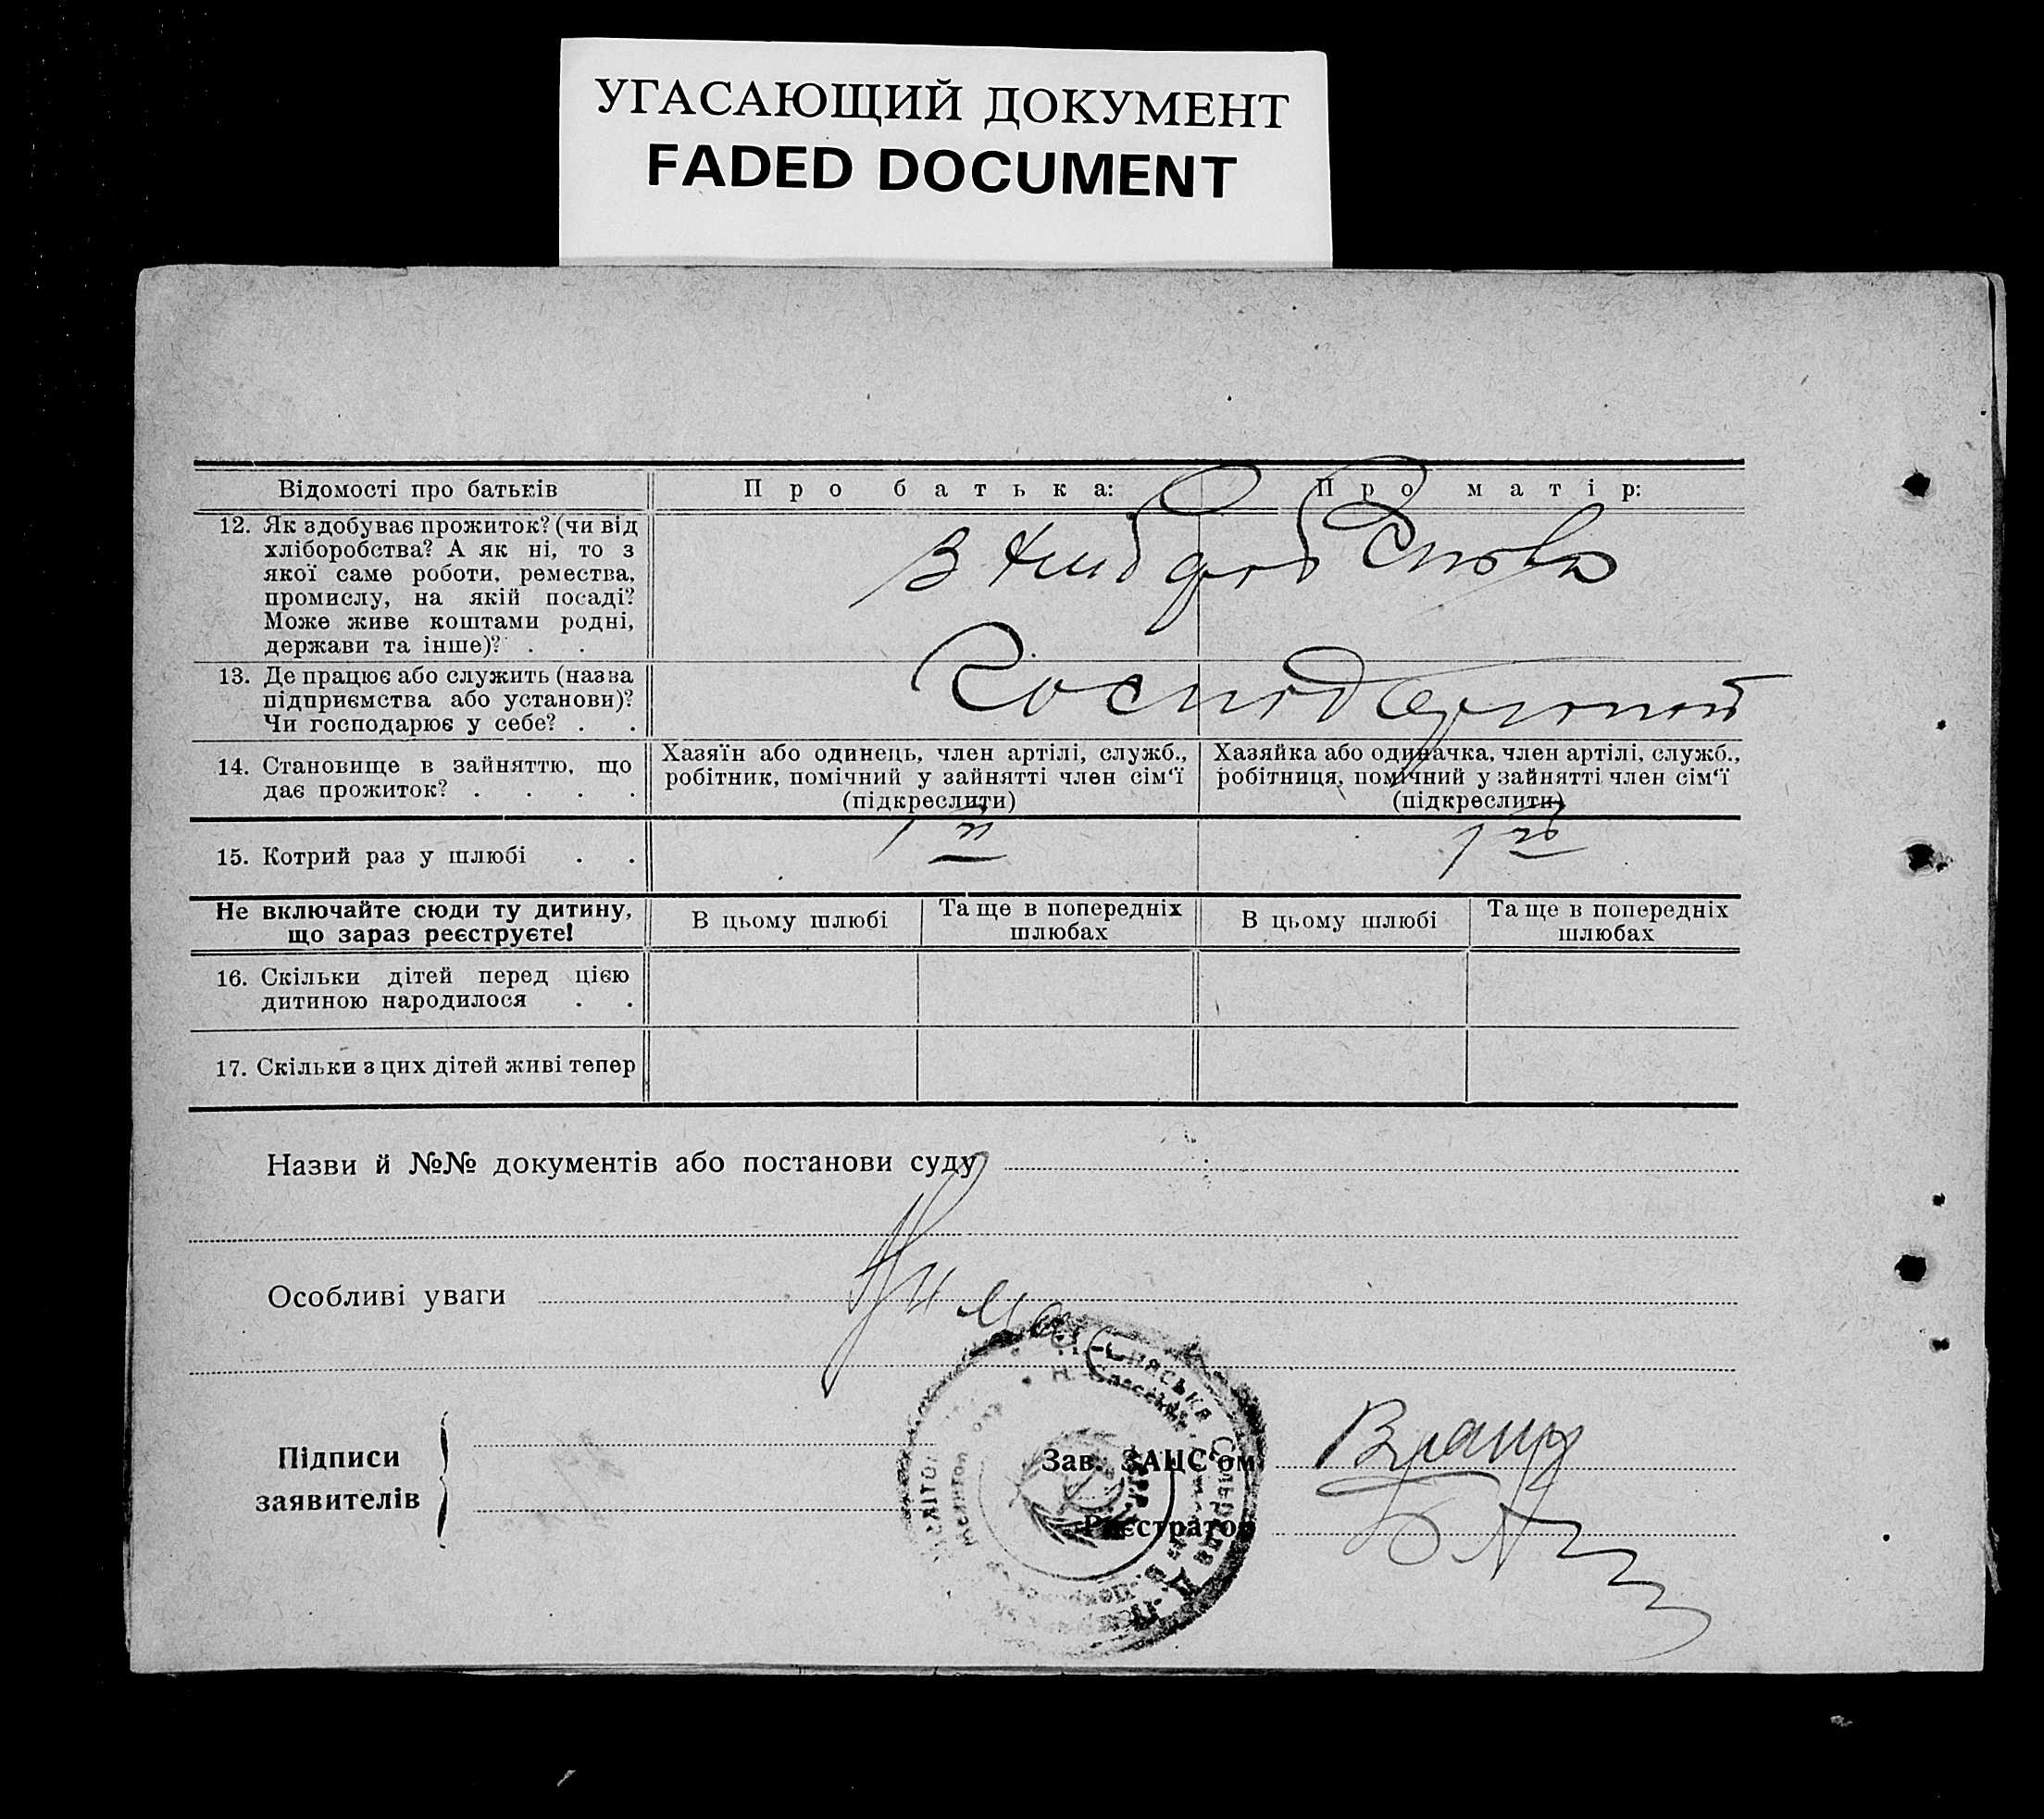 УГАСАЮЩИЙ ДОКУМЕНТ
FADED DOCUMENT
Відомості про батьків
Про батька:
Про матір:
12. Як здобуває прожиток? (чи від
хліборобства? А як ні, то з
якої саме роботи, ремества,
промислу, на якій посаді?
Може живе коштами родні,
держави та інше)? . .
З хліборобства
13. Де працює або служить (назва
підприємства або установи)?
Чи господарює у себе? . .
14. Становище в зайняттю, що
дає прожиток? . . . .
Хазяїн або одинець, член артілі, служб.,
робітник, помічний у зайнятті член сім'ї
(підкреслити)
Хазяйка або одиначка, член артілі, служб.,
робітниця, помічний у зайнятті член сім'ї
(підкреслити)
15. Котрий раз у шлюбі . .
1
1
Не включайте сюди ту дитину,
що зараз реєструєте!
В цьому шлюбі
Та ще в попередніх
шлюбах
В цьому шлюбі
Та ще в попередніх
шлюбах
16. Скільки дітей перед цією
дитиною народилося . .
17. Скільки з цих дітей живі тепер
Назви й №№ документів або постанови суду
Особливі уваги
Підписи
заявителів
Зав. ЗАЦС'ом
Реєстратор